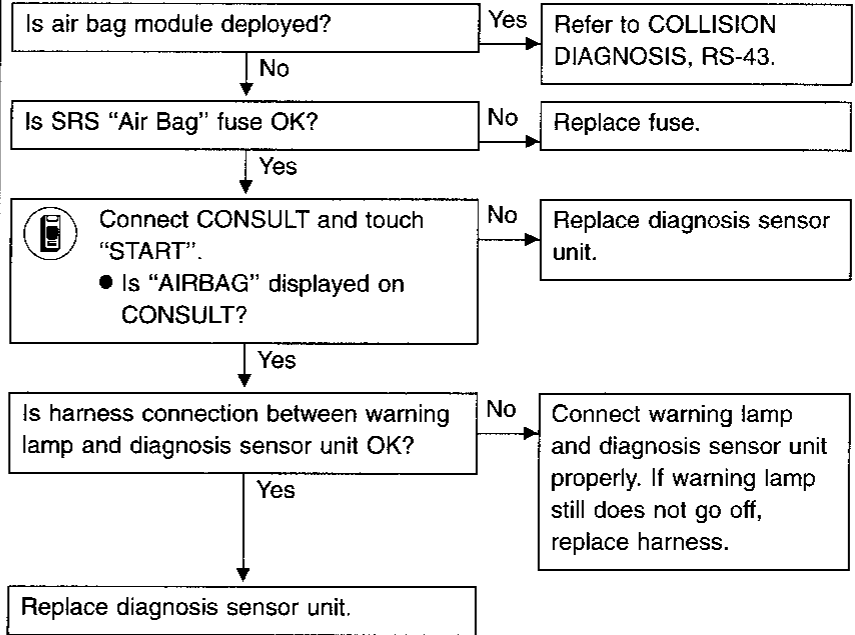 Is air bag module deployed?
Yes
Refer to COLLISION
DIAGNOSIS, RS-43.
No
Is SRS “Air Bag” fuse OK?
No
Replace fuse.
Yes
Connect CONSULT and touch
“START”.
● Is “AIRBAG” displayed on
CONSULT?
No
Replace diagnosis sensor
unit.
Yes
Is harness connection between warning
lamp and diagnosis sensor unit OK?
No
Connect warning lamp
and diagnosis sensor unit
properly. If warning lamp
still does not go off,
replace harness.
Yes
Replace diagnosis sensor unit.